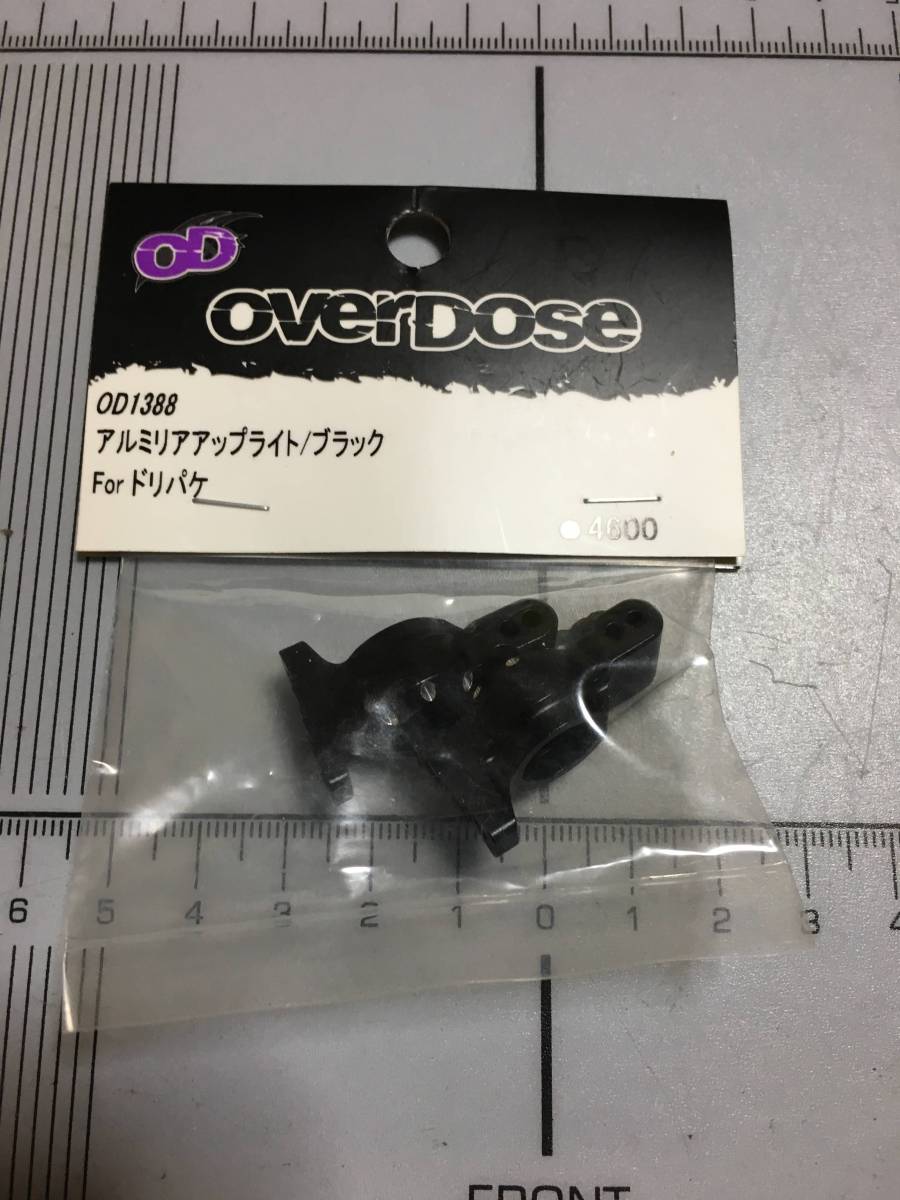 OD
OVERDOSE
OD1388
アルミリアアップライト/ブラック
For ドリパケ
4600
6 5 4 3 2 1 0 1 2 3 4
FRONT